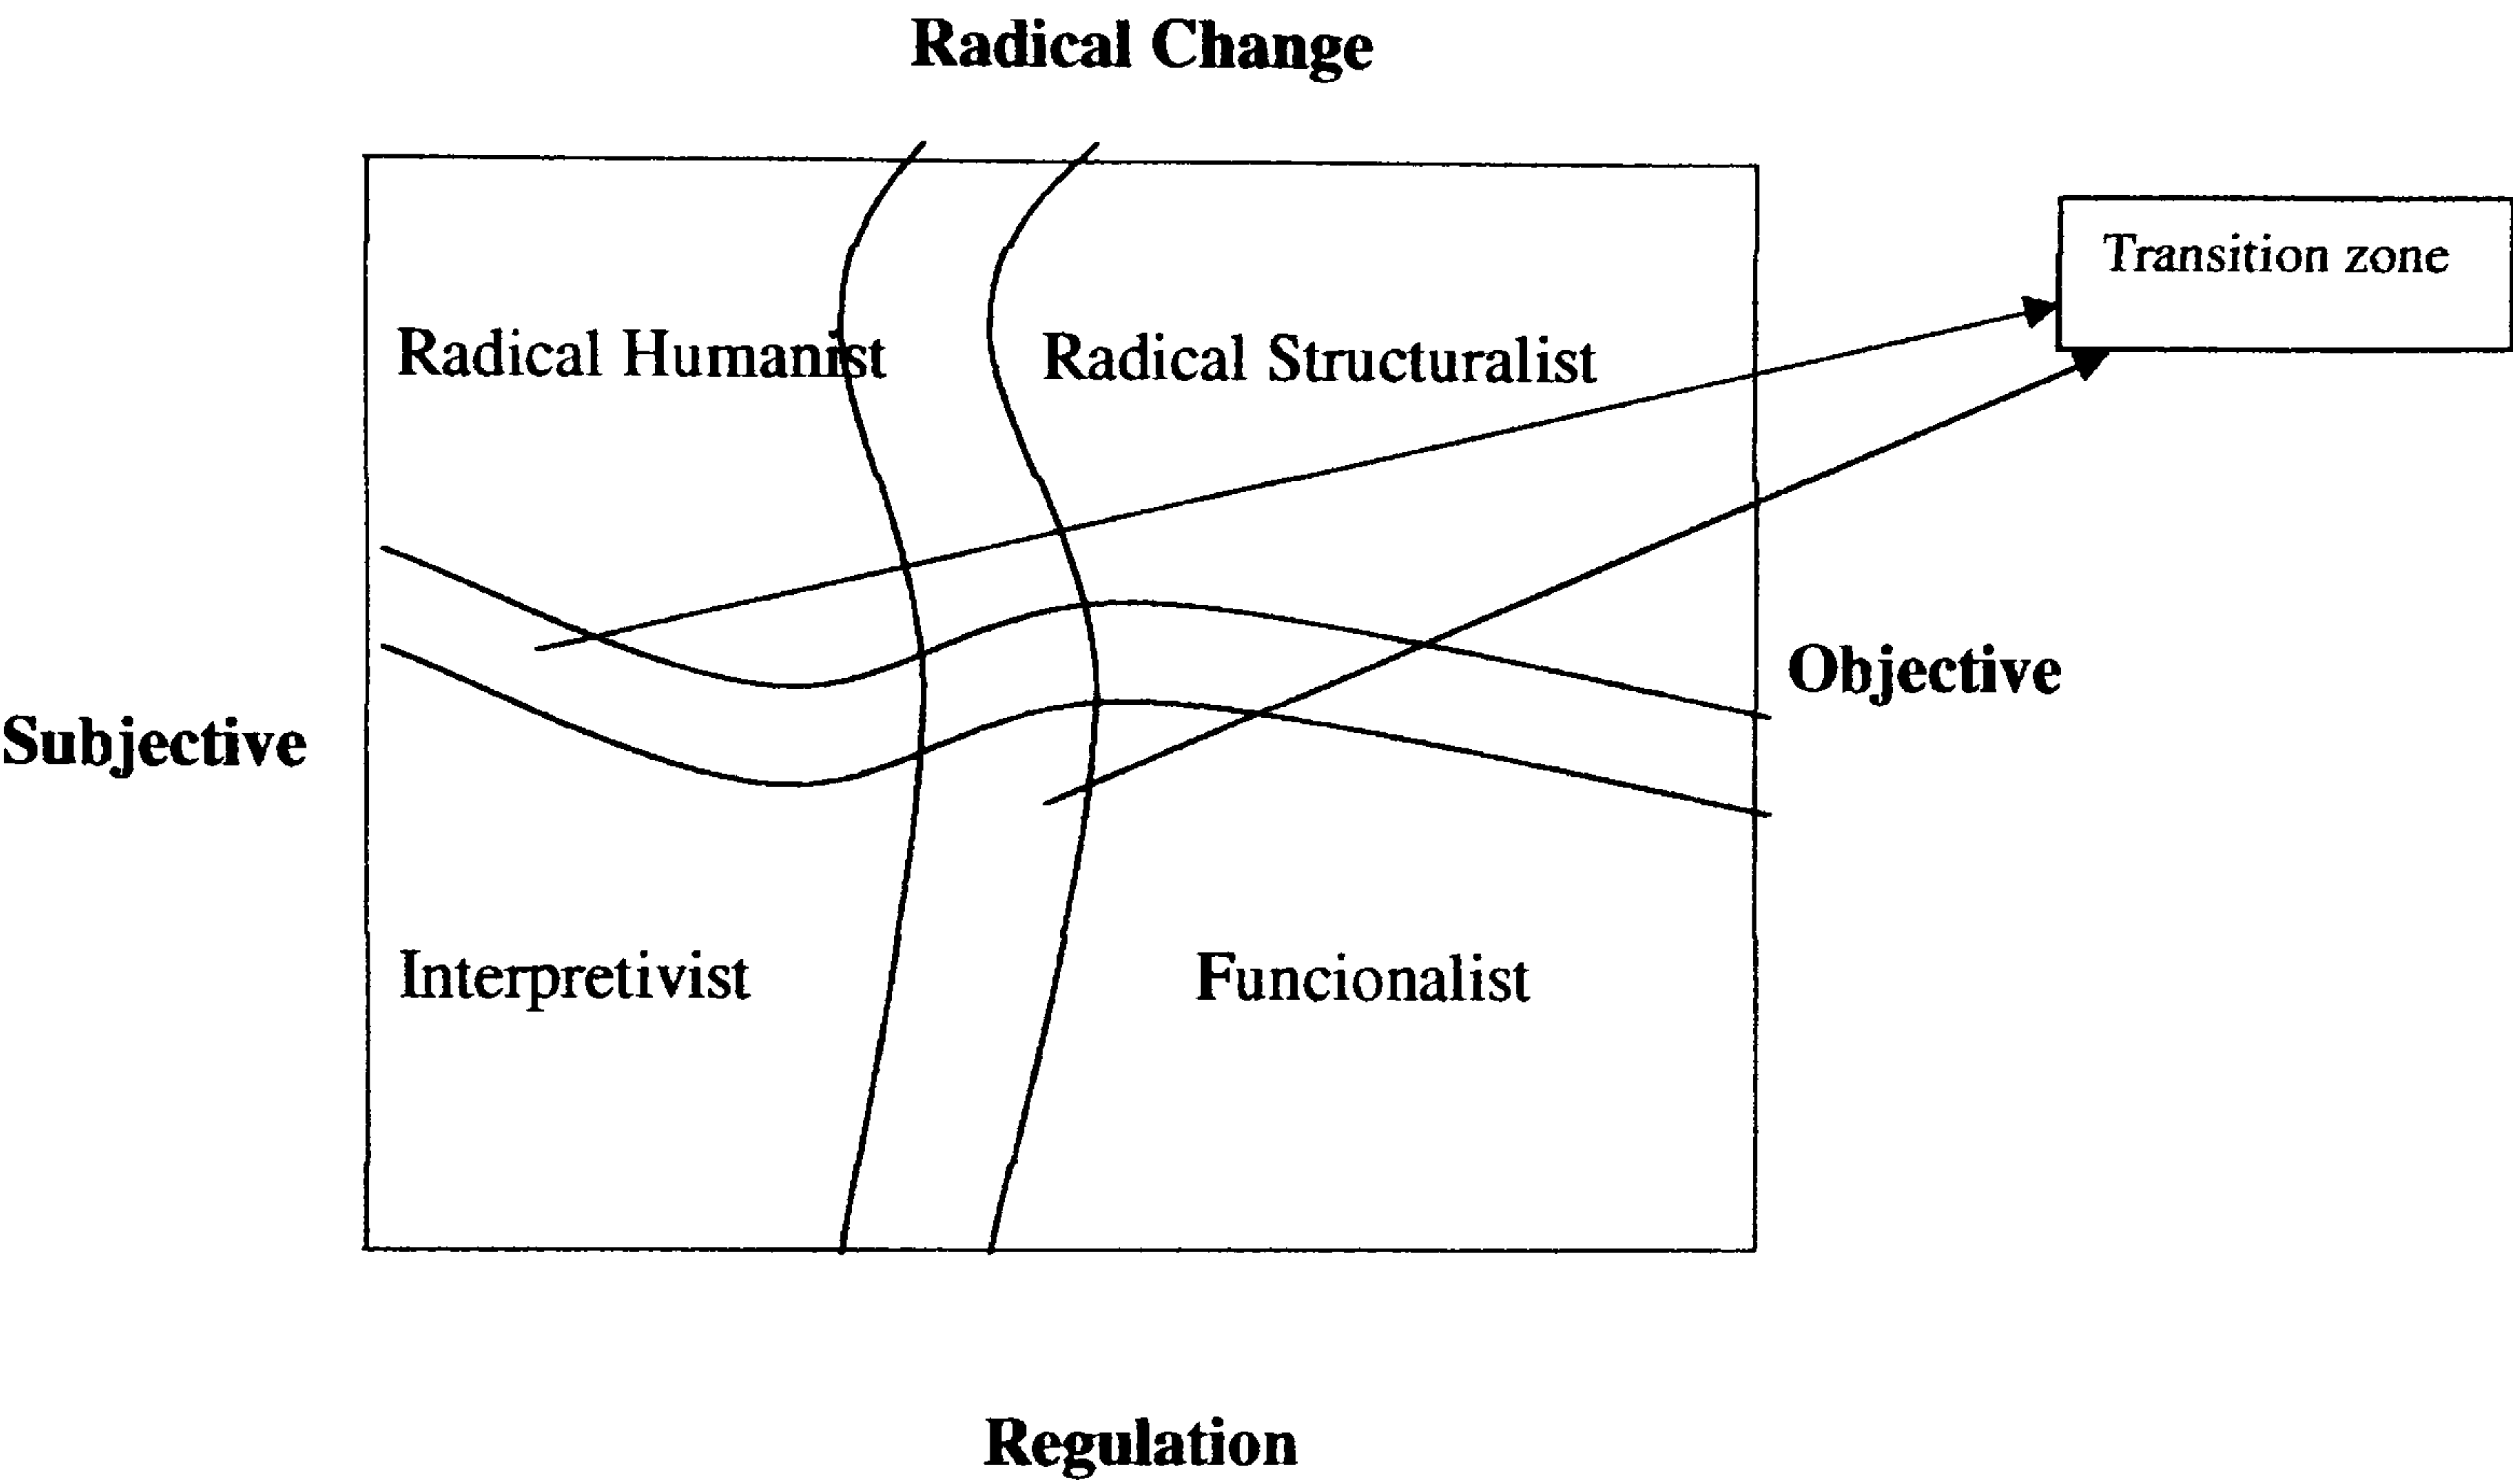 Radical Change
Transition zone
Radical Humanist
Radical Structuralist
Objective
Subjective
Interpretivist
Funcionalist
Regulation